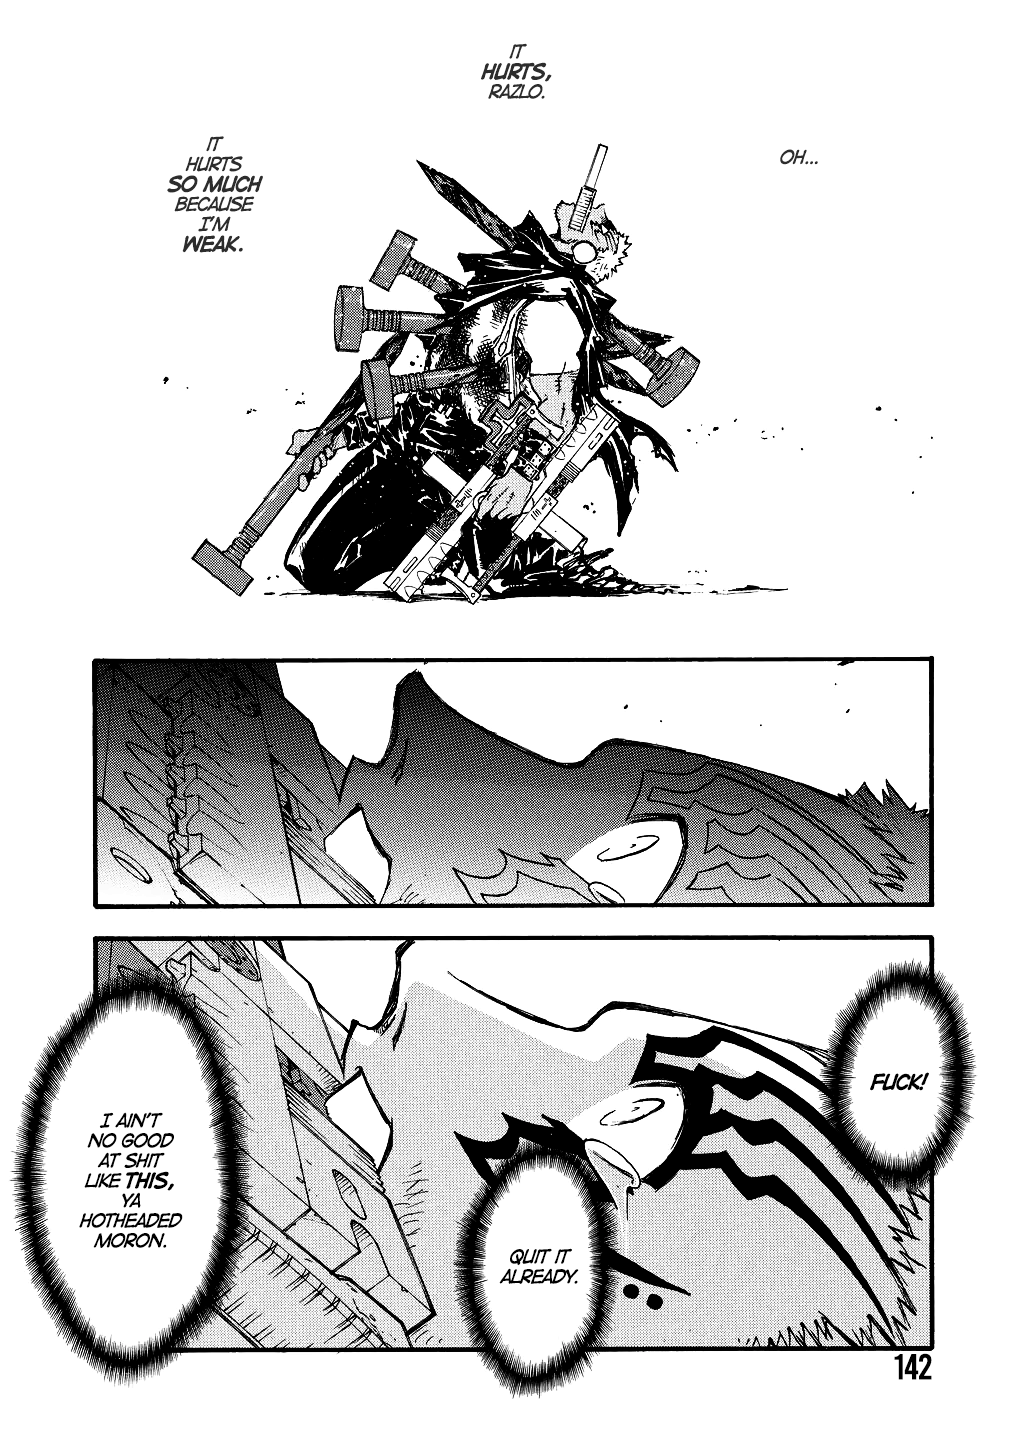 OH...
IT
HURTS,
RAZLO.
IT
HURTS
SO MUCH
BECAUSE
I'M
WEAK.
FUCK!
QUIT IT
ALREADY.
I AIN'T
NO GOOD
AT SHIT
LIKE THIS,
YA
HOTHEADED
MORON.
142